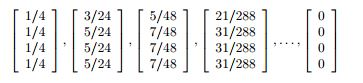 1/4 3/24 5/48 21/288 0
1/4 , 5/24 , 7/48 , 31/288 , . . . , 0
1/4 5/24 7/48 31/288 0
1/4 5/24 7/48 31/288 0